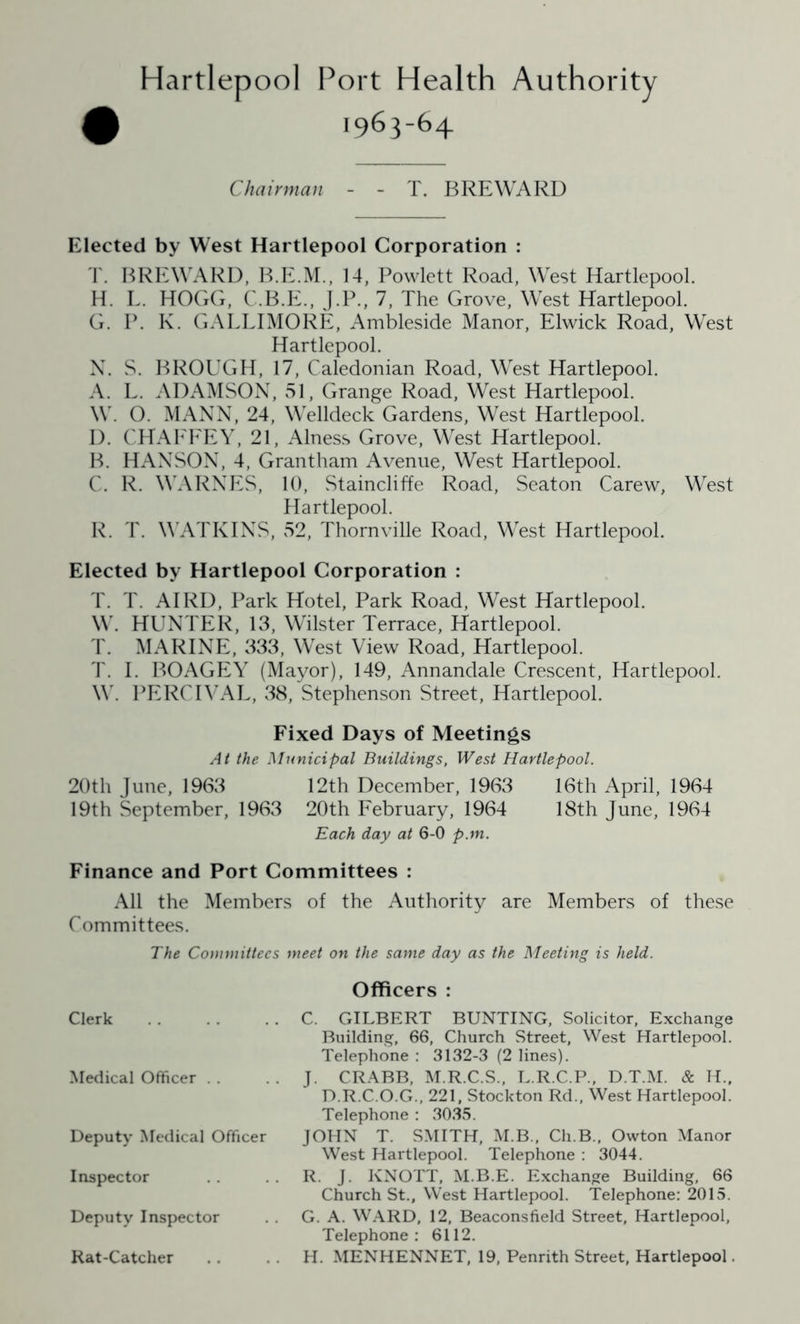 Hartlepool Port Health Authority
1963-64
Chairman - - T. BREWARD
Elected by West Hartlepool Corporation :
T. BREWARD, B.E.M., 14, Powlett Road, West Hartlepool.
H. L. HOGG, C.B.E., J.P., 7, The Grove, West Hartlepool.
G. P. K. GALLIMORE, Ambleside Manor, Elwick Road, West
Hartlepool.
N. S. BROUGH, 17, Caledonian Road, West Hartlepool.
A. L. ADAMSON, 51, Grange Road, West Hartlepool.
W. O. MANN, 24, Welldeck Gardens, West Hartlepool.
D. CHAFFEY, 21, Alness Grove, West Hartlepool.
B. HANSON, 4, Grantham Avenue, West Hartlepool.
C. R. WARNES, 10, Staincliffe Road, Seaton Carew, West
Hartlepool.
R. T. WATKINS, 52, Thornville Road, West Hartlepool.
Elected by Hartlepool Corporation :
T. T. AIRD, Park Hotel, Park Road, West Hartlepool.
W. HUNTER, 13, Wilster Terrace, Hartlepool.
T. MARINE, 333, West View Road, Hartlepool.
T. I. BOAGEY (Mayor), 149, Annandale Crescent, Hartlepool.
W. PERCIVAL, 38, Stephenson Street, Hartlepool.
Fixed Days of Meetings
At the Municipal Buildings, West Hartlepool.
20th June, 1963 12th December, 1963 16th April, 1964
19th September, 1963 20th February, 1964 18th June, 1964
Each day at 6-0 p.m.
Finance and Port Committees :
All the Members of the Authority are Members of these
Committees.
The Committees meet on the same day as the Meeting is held.
Officers :
Clerk .. .. .. C. GILBERT BUNTING, Solicitor, Exchange
Building, 66, Church Street, West Hartlepool.
Telephone : 3132-3 (2 lines).
Medical Officer .. .. J. CRABB, M.R.C.S., L.R.C.P., D.T.M. & H.,
D.R.C.O.G., 221, Stockton Rd., West Hartlepool.
Telephone : 3035.
Deputy Medical Officer JOHN T. SMITH, M.B., Ch.B., Owton Manor
West Hartlepool. Telephone : 3044.
Inspector .. .. R. J. KNOTT, M.B.E. Exchange Building, 66
Church St., West Hartlepool. Telephone: 2015.
Deputy Inspector .. G. A. WARD, 12, Beaconsfield Street, Hartlepool,
Telephone : 6112.
Rat-Catcher .. .. H. MENHENNET, 19, Penrith Street, Hartlepool.